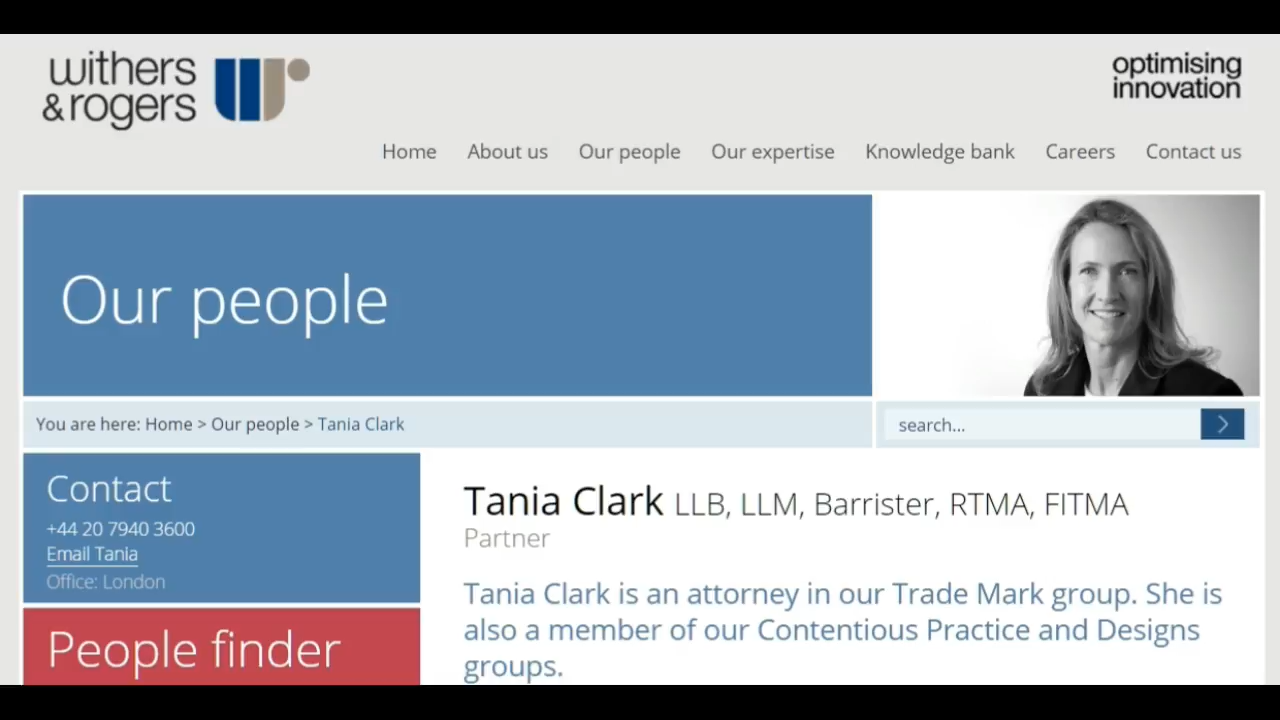 withers
& rogers
optimising
innovation
Home About us Our people Our expertise Knowledge bank Careers Contact us
Our people
You are here: Home > Our people > Tania Clark
search...
Contact
+44 20 7940 3600
Email Tania
Office: London
People finder
Tania Clark LLB, LLM, Barrister, RTMA, FITMA
Partner
Tania Clark is an attorney in our Trade Mark group. She is
also a member of our Contentious Practice and Designs
groups.